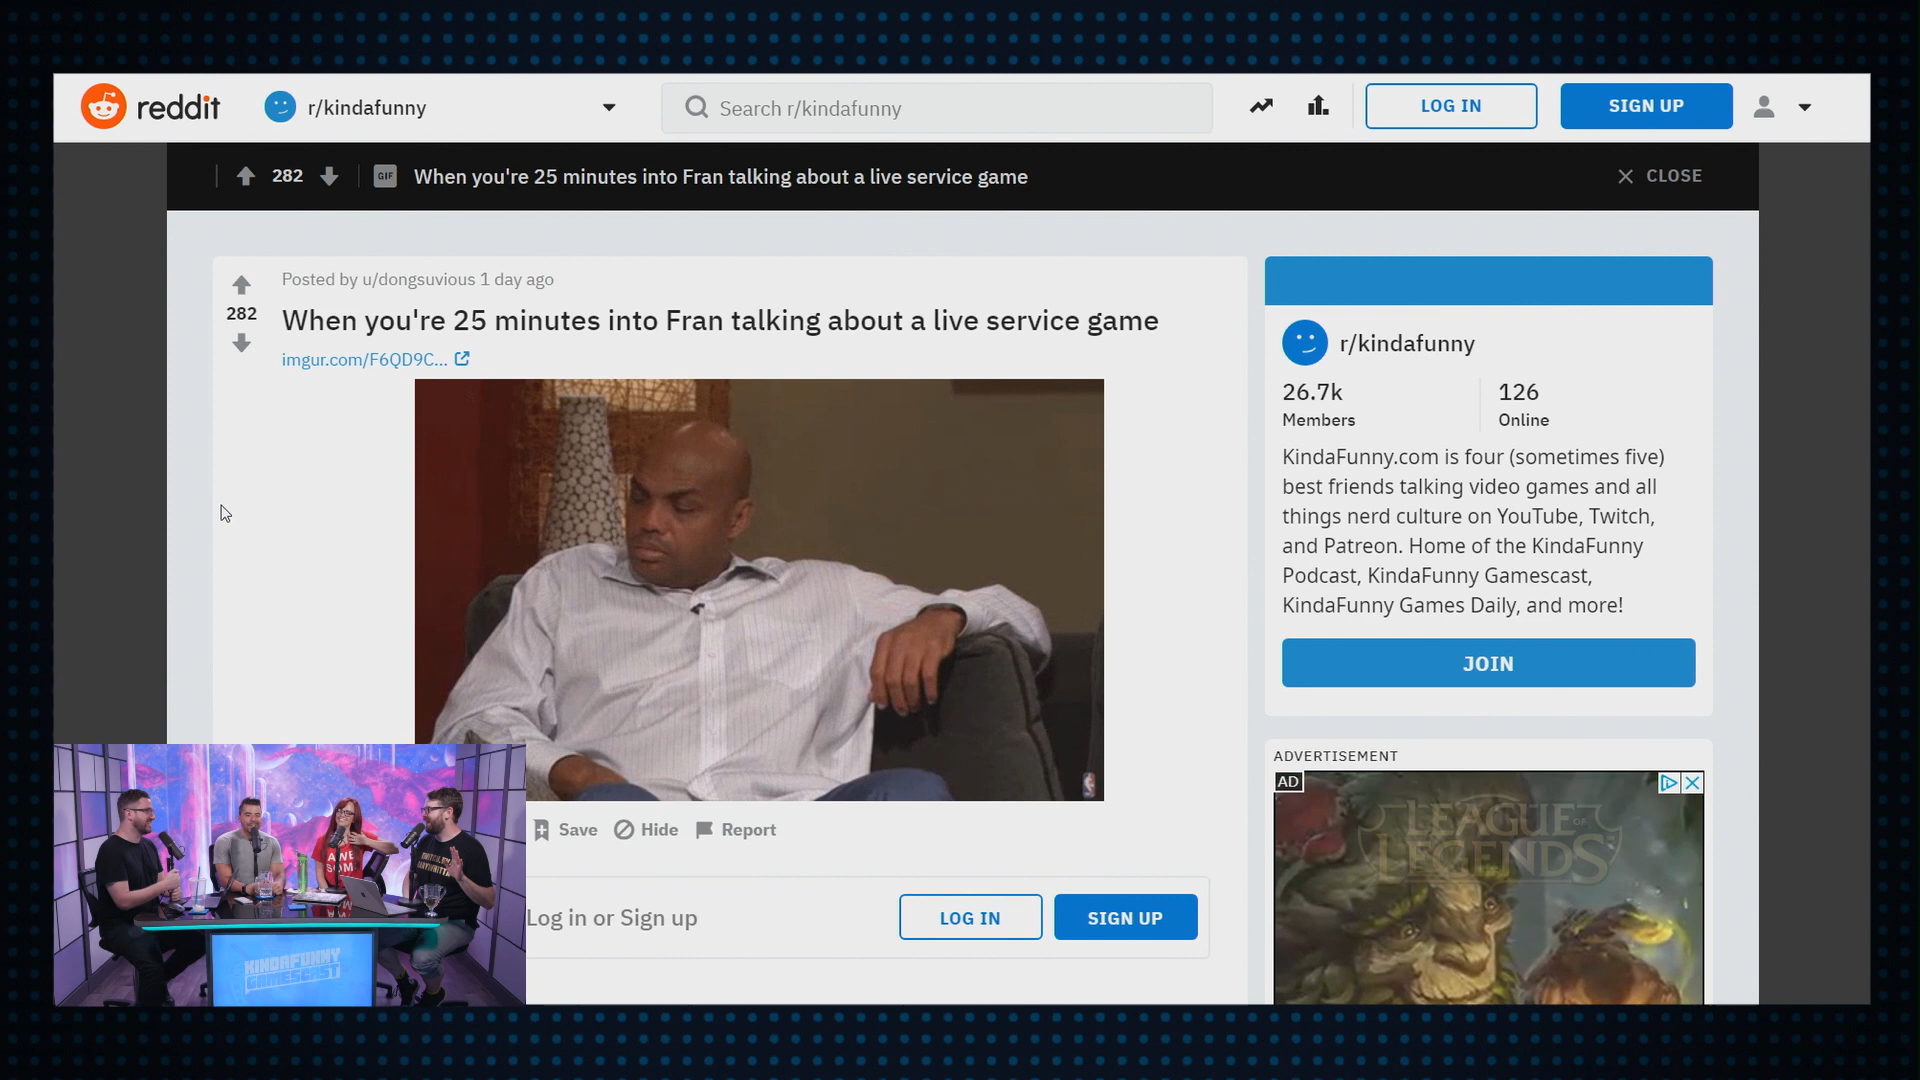 reddit
r/kindafunny
Search r/kindafunny
LOG IN
SIGN UP
282
GIF
When you're 25 minutes into Fran talking about a live service game
CLOSE
Posted by u/dongsuvious 1 day ago
282
When you're 25 minutes into Fran talking about a live service game
imgur.com/F6QD9C...
r/kindafunny
26.7k
126
Members
Online
KindaFunny.com is four (sometimes five)
best friends talking video games and all
things nerd culture on YouTube, Twitch,
and Patreon. Home of the KindaFunny
Podcast, KindaFunny Gamescast,
KindaFunny Games Daily, and more!
JOIN
ADVERTISEMENT
AD
LEAGUE OF
LEGENDS
Save
Hide
Report
Log in or Sign up
LOG IN
SIGN UP
AWE
SOM
KINDAFUNNY
GAMESCAST